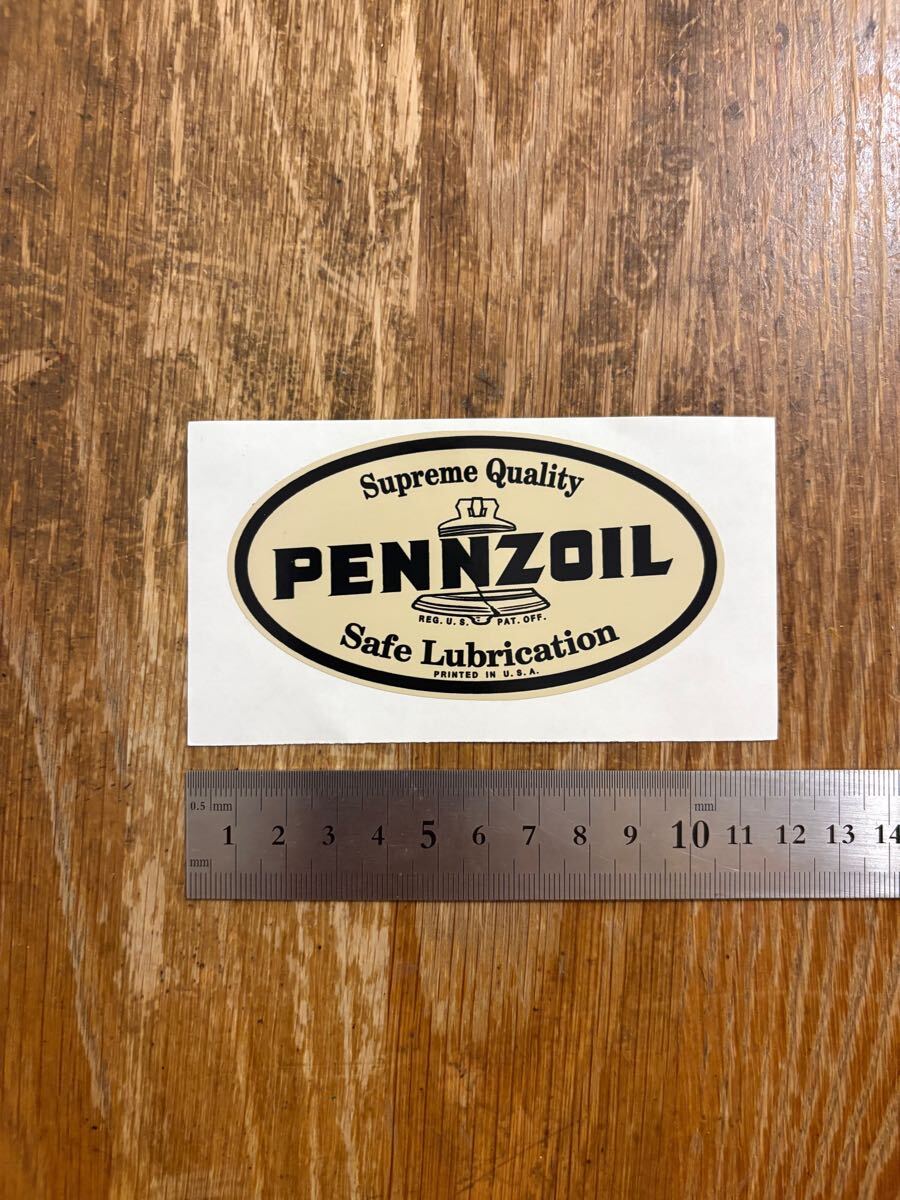 Supreme Quality
PENNZOIL
REG. U.S. PAT. OFF.
Safe Lubrication
PRINTED IN U.S.A.
0.5 mm mm
1 2 3 4 5 6 7 8 9 10 11 12 13 14
mm